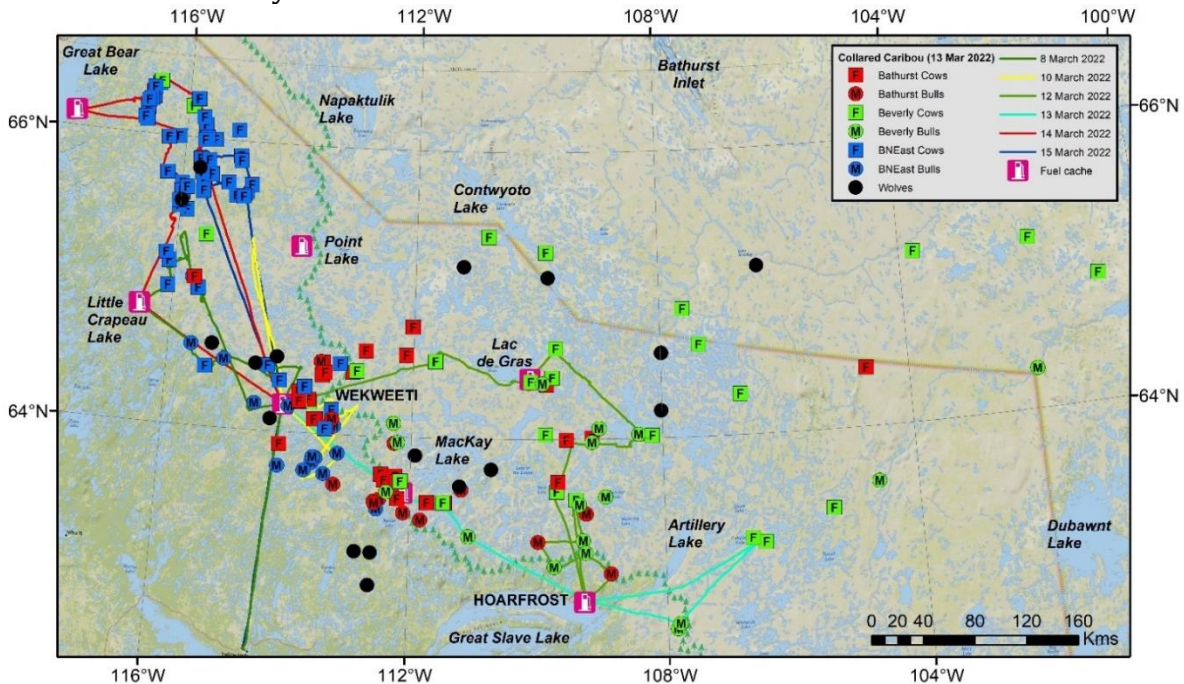 116°W 112°W 108°W 104°W 100°W
Great Bear
Lake
Napaktulik
Lake
Bathurst
Inlet
Collared Caribou (13 Mar 2022)
F Bathurst Cows
M Bathurst Bulls
F Beverly Cows
M Beverly Bulls
F BNEast Cows
M BNEast Bulls
Wolves
8 March 2022
10 March 2022
12 March 2022
13 March 2022
14 March 2022
15 March 2022
Fuel cache
66°N 66°N
Contwoyto
Lake
Point
Lake
Little
Crapeau
Lake
Lac
de Gras
WEKWEETI
64°N 64°N
MacKay
Lake
Artillery
Lake
Dubawnt
Lake
HOARFROST
Great Slave Lake
0 20 40 80 120 160
Kms
116°W 112°W 108°W 104°W